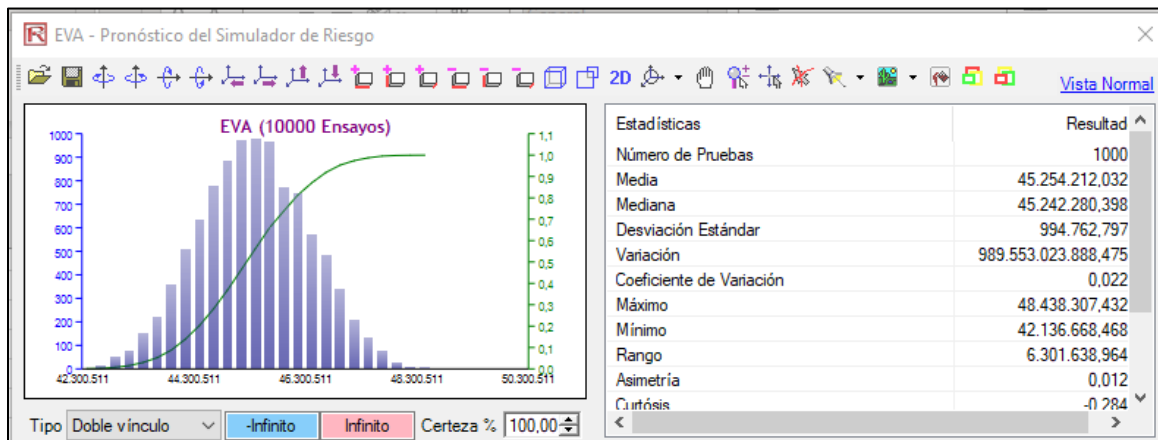 EVA - Pronóstico del Simulador de Riesgo
2D
Vista Normal
EVA (10000 Ensayos)
1000
900
800
700
600
500
400
300
200
100
0
1,1
1,0
0,9
0,8
0,7
0,6
0,5
0,4
0,3
0,2
0,1
0,0
42.300.511 44.300.511 46.300.511 48.300.511 50.300.511
Tipo Doble vínculo -Infinito Infinito Certeza % 100,00
Estadísticas Resultad
Número de Pruebas 1000
Media 45.254.212,032
Mediana 45.242.280,398
Desviación Estándar 994.762,797
Variación 989.553.023.888,475
Coeficiente de Variación 0,022
Máximo 48.438.307,432
Mínimo 42.136.668,468
Rango 6.301.638,964
Asimetría 0,012
Curtósis -0,284